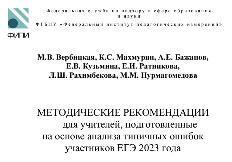 Федеральная служба по надзору в сфере образования
и науки
ФГБНУ «Федеральный институт педагогических измерений»
ФИПИ
М.В. Вербицкая, К.С. Махмурян, А.Е. Бажанов,
Е.В. Кузьмина, Е.И. Ратникова,
Л.Ш. Рахимбекова, М.М. Нурмагомедова
МЕТОДИЧЕСКИЕ РЕКОМЕНДАЦИИ
для учителей, подготовленные
на основе анализа типичных ошибок
участников ЕГЭ 2023 года